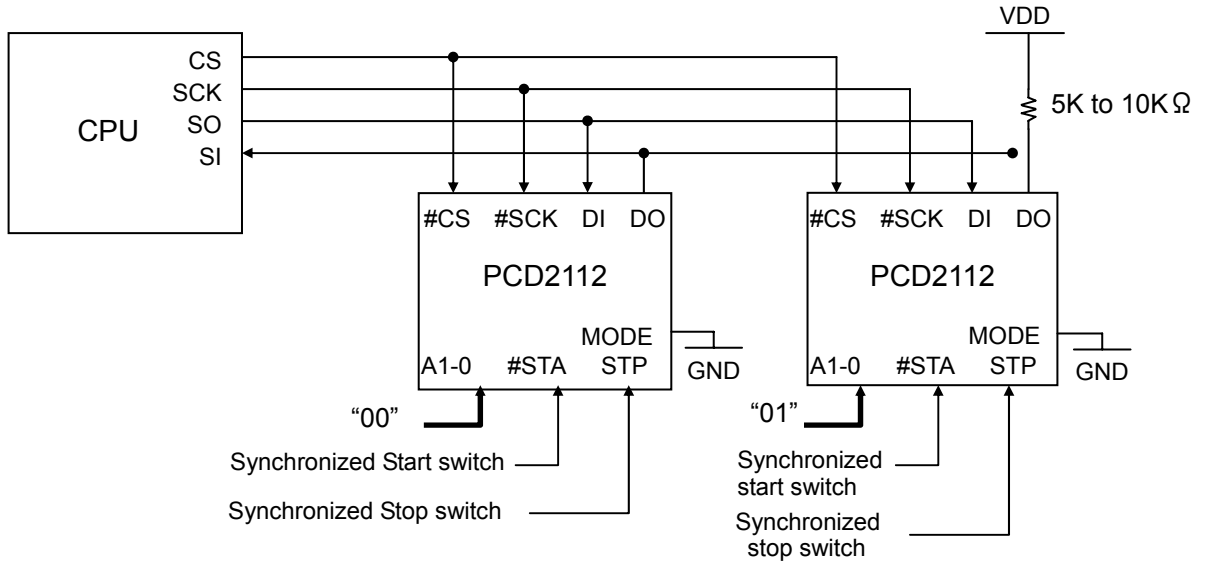 VDD
CS
SCK
SO
SI
CPU
5K to 10KΩ
#CS #SCK DI DO
PCD2112
MODE
A1-0 #STA STP
GND
#CS #SCK DI DO
PCD2112
MODE
A1-0 #STA STP
GND
“00”
Synchronized Start switch
Synchronized Stop switch
“01”
Synchronized
start switch
Synchronized
stop switch